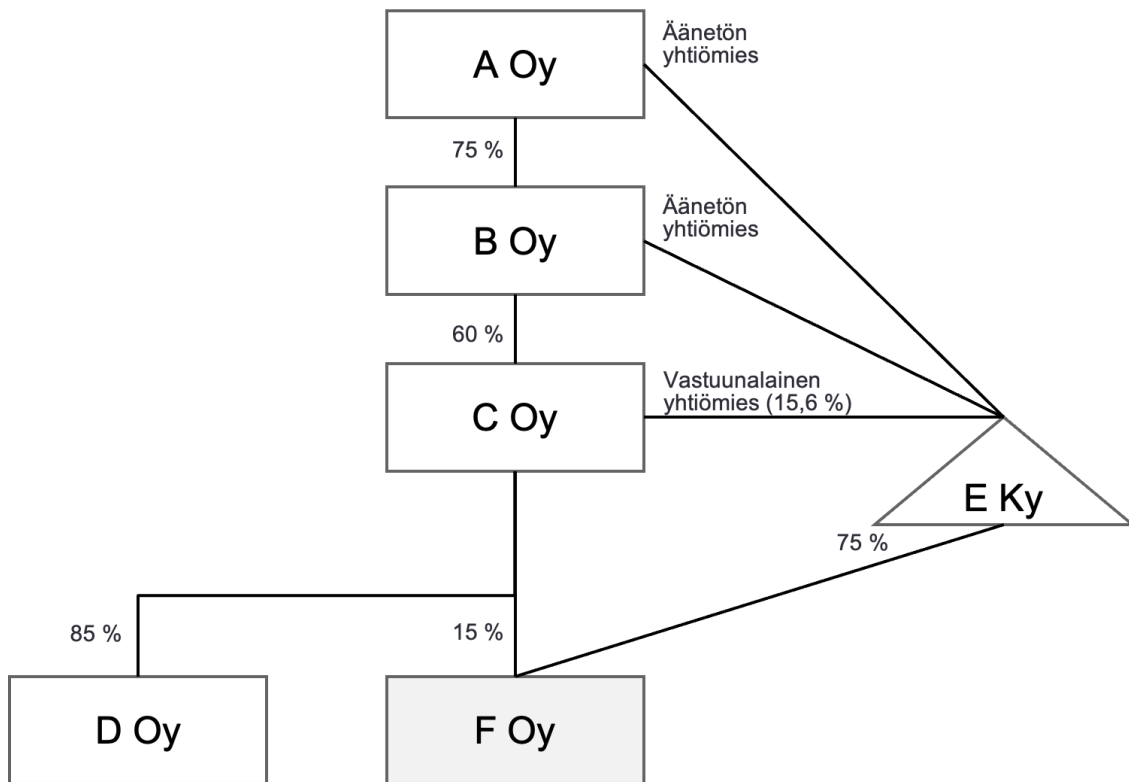 A Oy
Äänetön
yhtiömies
75 %
B Oy
Äänetön
yhtiömies
60 %
C Oy
Vastuunalainen
yhtiömies (15,6 %)
E Ky
75 %
85 %
15 %
D Oy
F Oy